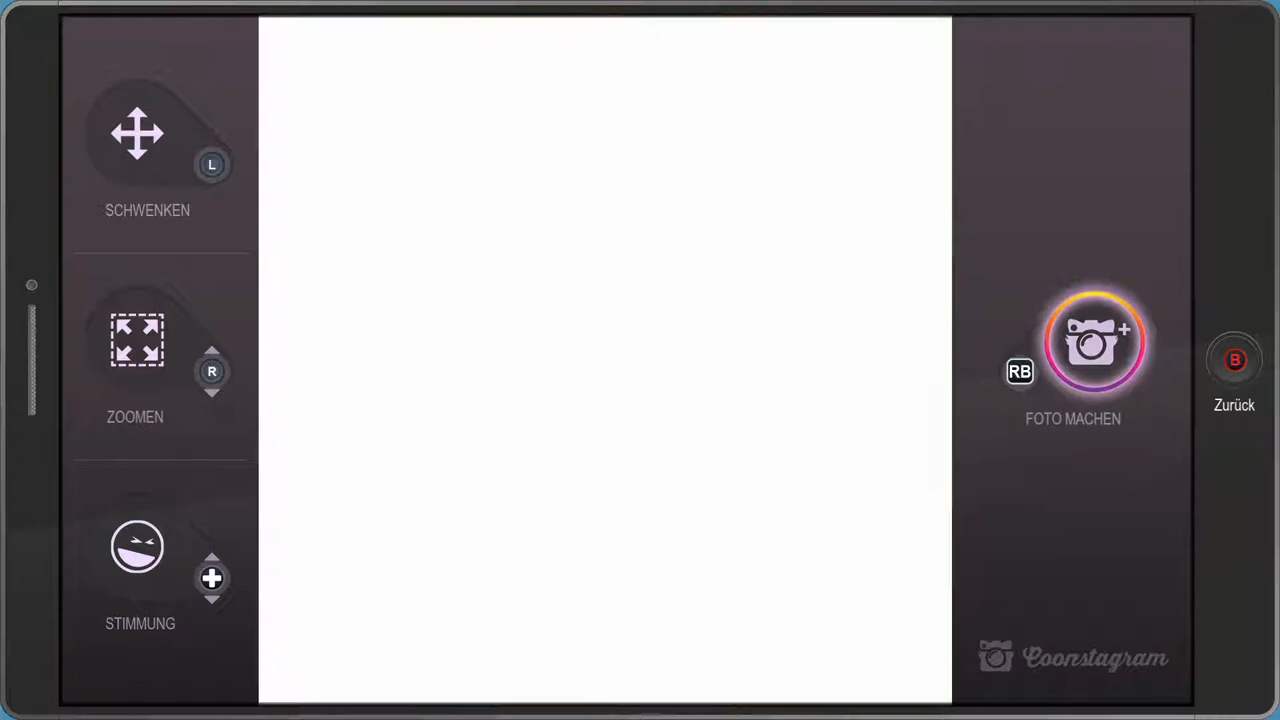 L
SCHWENKEN
R
ZOOMEN
STIMMUNG
RB
FOTO MACHEN
B
Zurück
Coonstagram